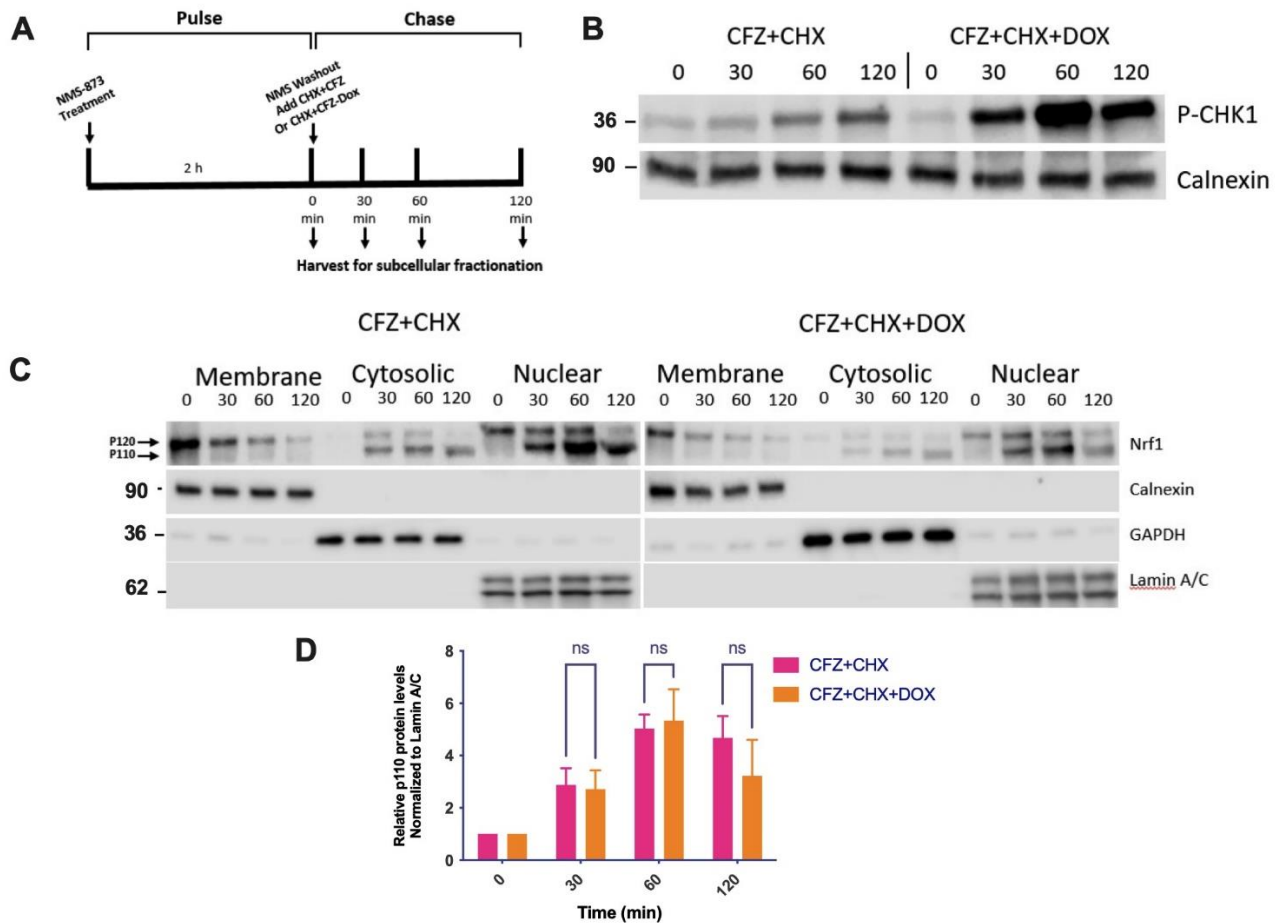 A
Pulse
Chase
NMS-873
Treatment
NMS Washout
Add CHX+CFZ
Or CHX+CFZ-Dox
2 h
0 30 60 120
min min min min
Harvest for subcellular fractionation
B
CFZ+CHX CFZ+CHX+DOX
0 30 60 120 0 30 60 120
36 P-CHK1
90 Calnexin
CFZ+CHX CFZ+CHX+DOX
C
Membrane Cytosolic Nuclear Membrane Cytosolic Nuclear
0 30 60 120 0 30 60 120 0 30 60 120 0 30 60 120 0 30 60 120 0 30 60 120
P120
P110
Nrf1
90 Calnexin
36 GAPDH
62 Lamin A/C
D
Relative p110 protein levels
Normalized to Lamin A/C
8
6
4
2
0
ns ns ns
CFZ+CHX
CFZ+CHX+DOX
0 30 60 120
Time (min)